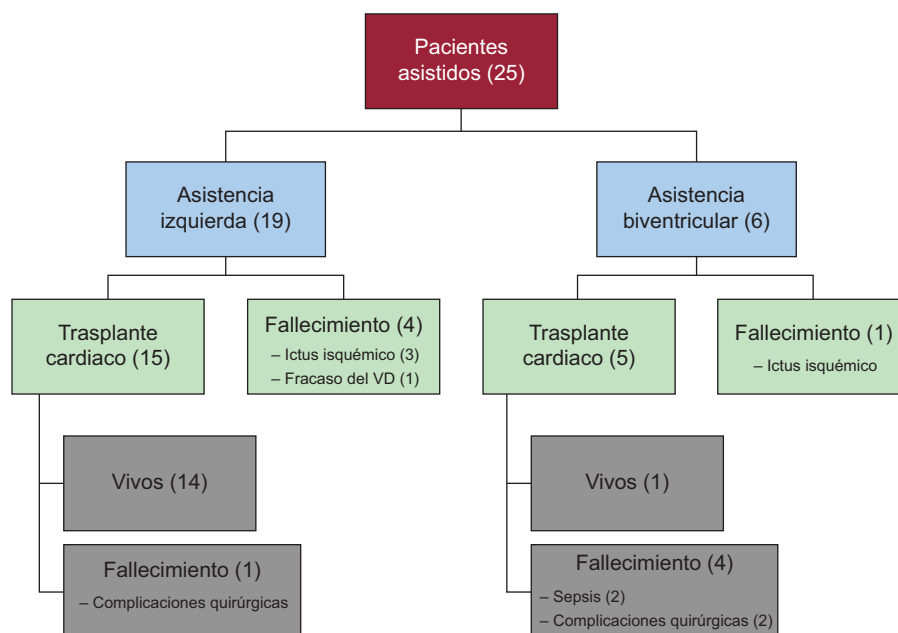 Pacientes
asistidos (25)
Asistencia
izquierda (19)
Asistencia
biventricular (6)
Trasplante
cardiaco (15)
Fallecimiento (4)
– Ictus isquémico (3)
– Fracaso del VD (1)
Trasplante
cardiaco (5)
Fallecimiento (1)
– Ictus isquémico
Vivos (14)
Vivos (1)
Fallecimiento (1)
– Complicaciones quirúrgicas
Fallecimiento (4)
– Sepsis (2)
– Complicaciones quirúrgicas (2)